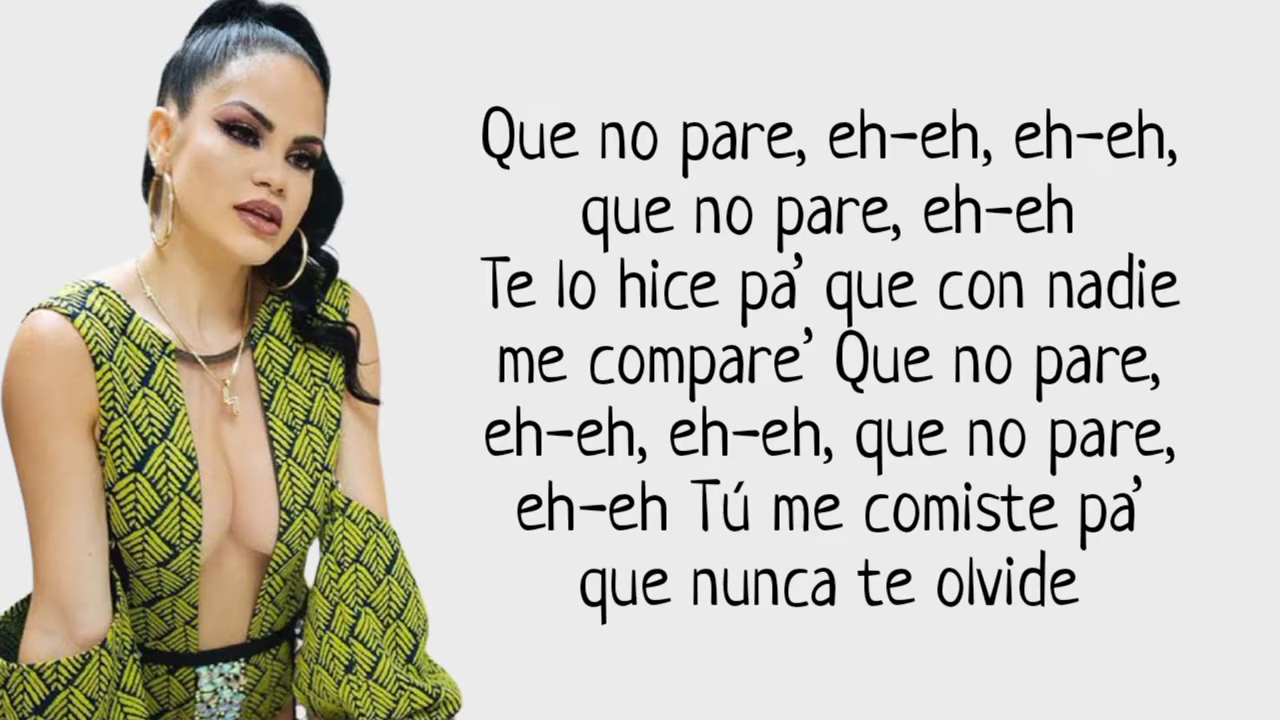 Que no pare, eh-eh, eh-eh,
que no pare, eh-eh
Te lo hice pa' que con nadie
me compare' Que no pare,
eh-eh, eh-eh, que no pare,
eh-eh Tú me comiste pa'
que nunca te olvide